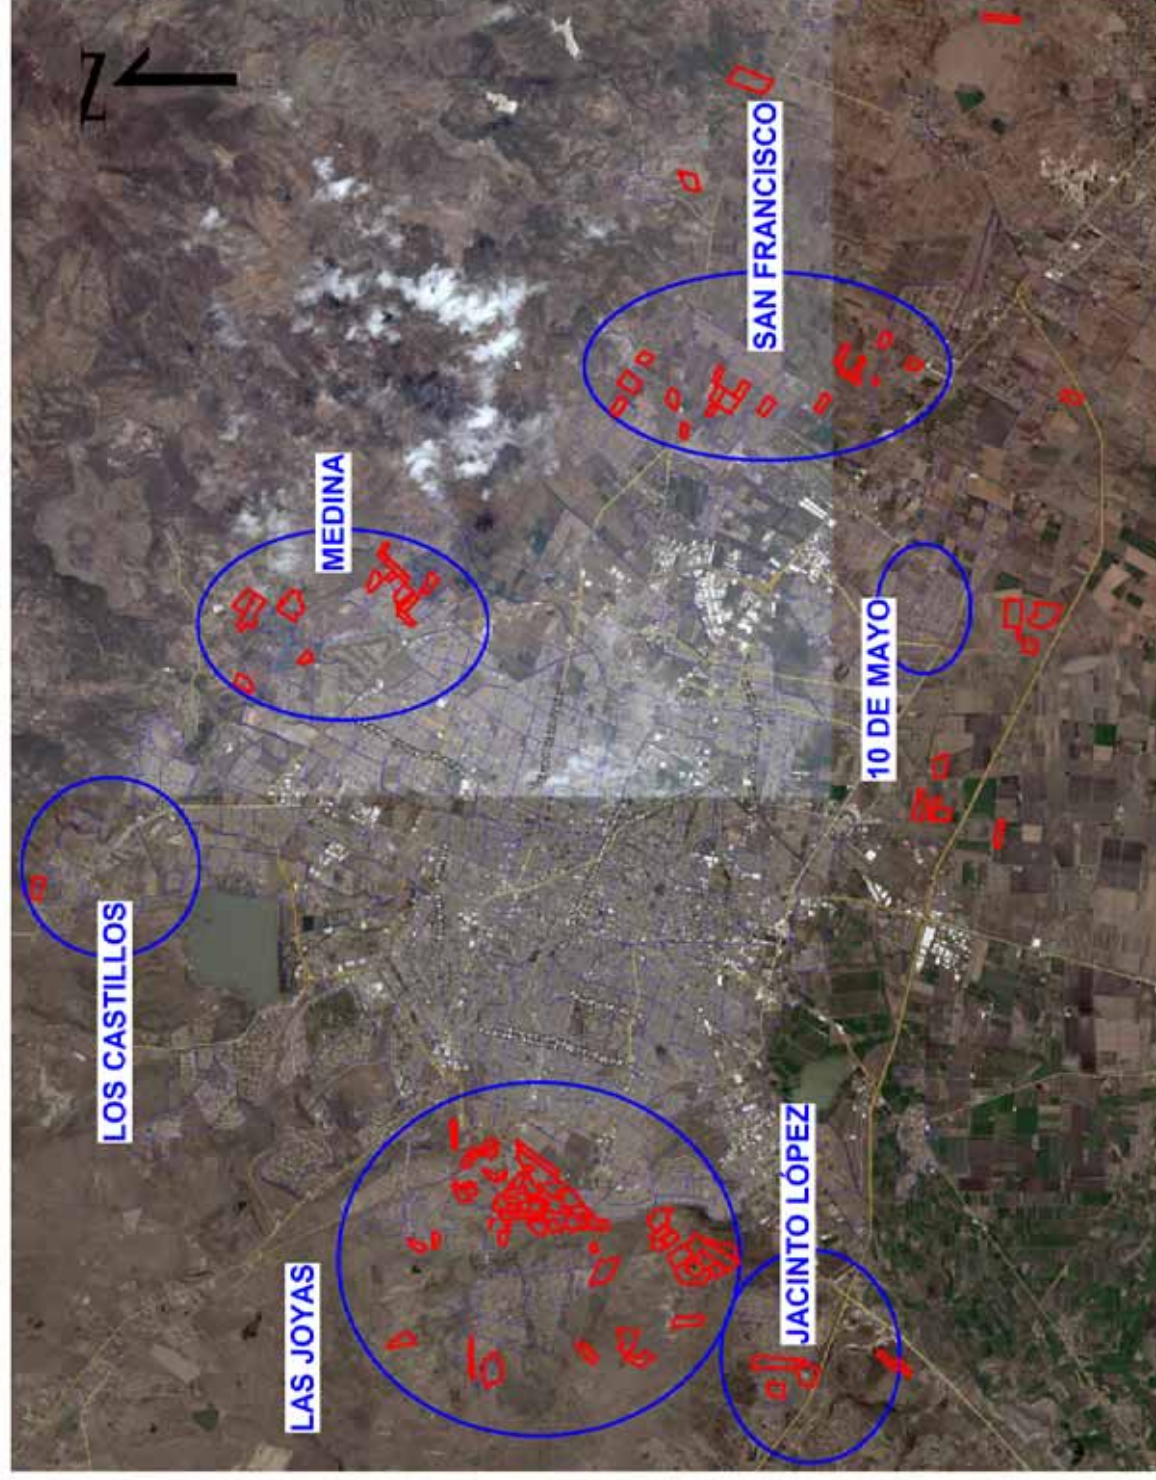 N
LOS CASTILLOS
MEDINA
SAN FRANCISCO
LAS JOYAS
10 DE MAYO
JACINTO LÓPEZ